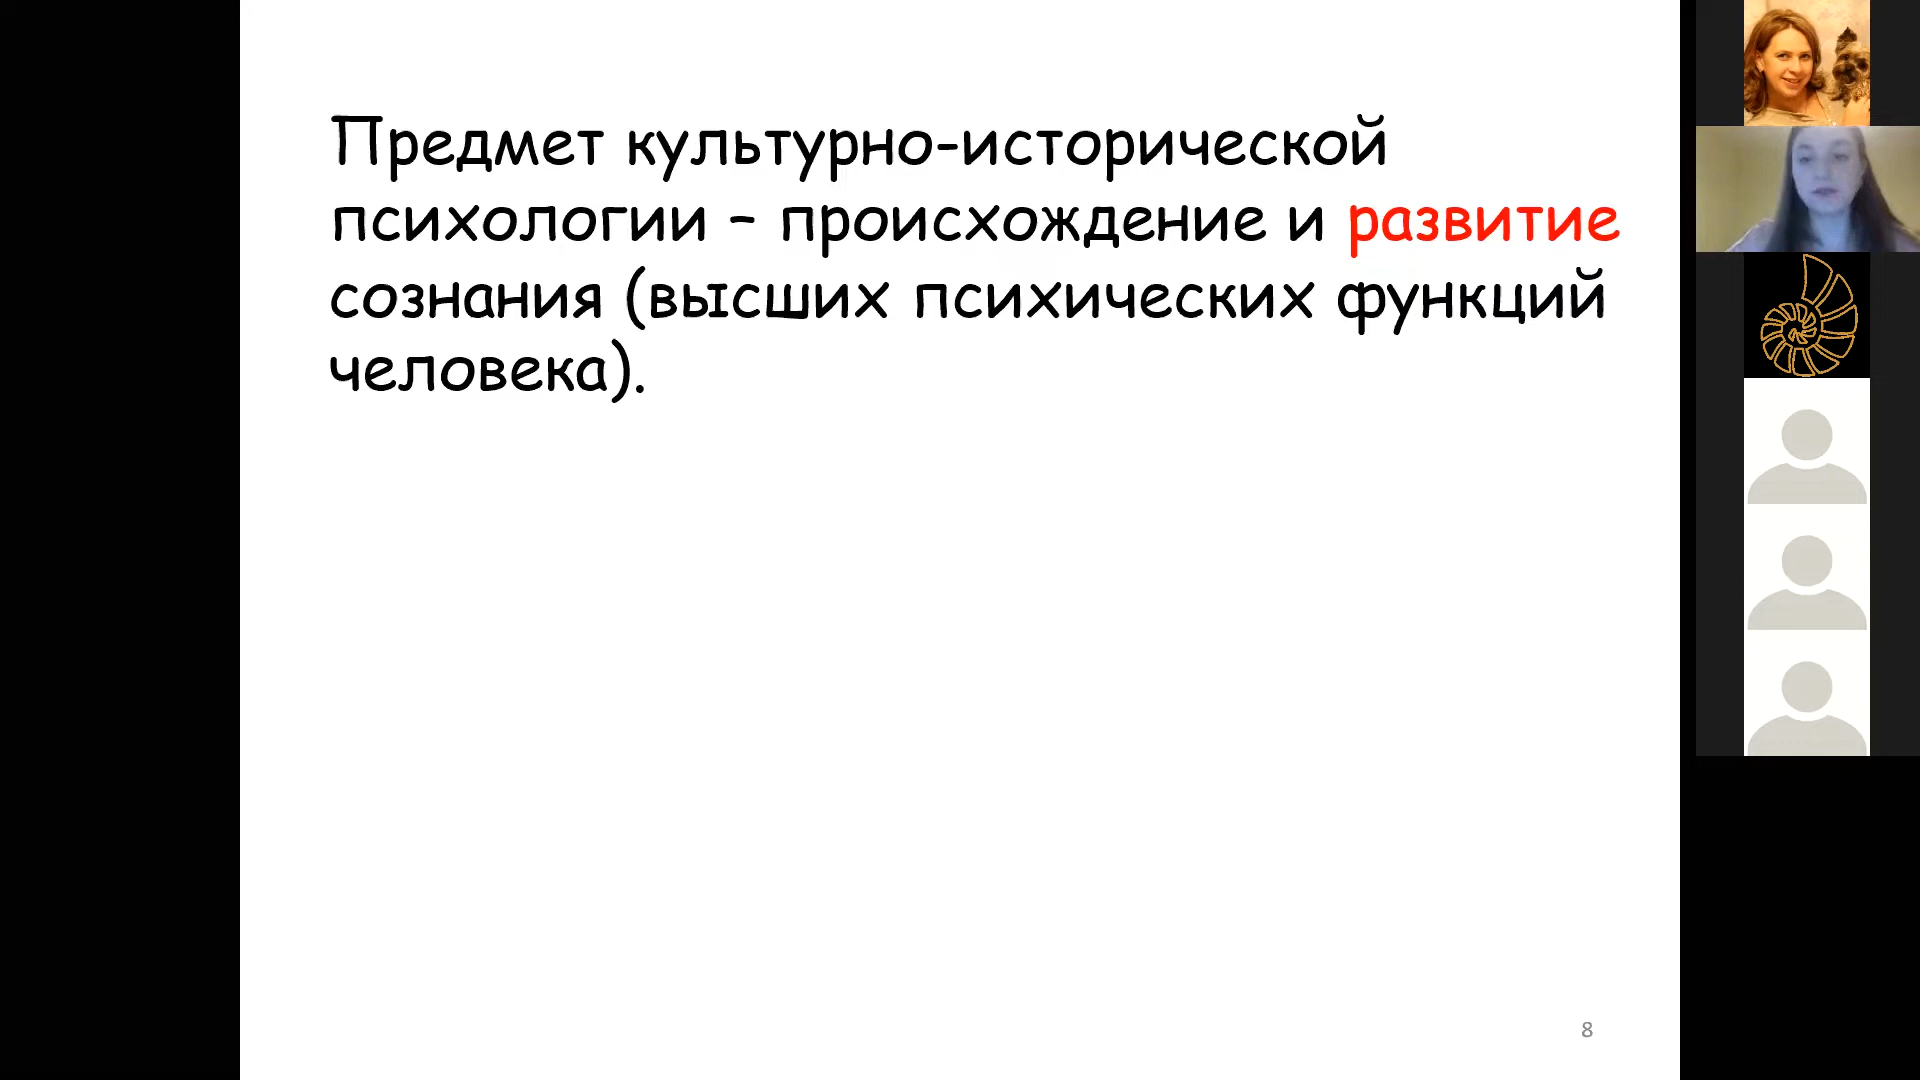 Предмет культурно-исторической
психологии – происхождение и развитие
сознания (высших психических функций
человека).
8